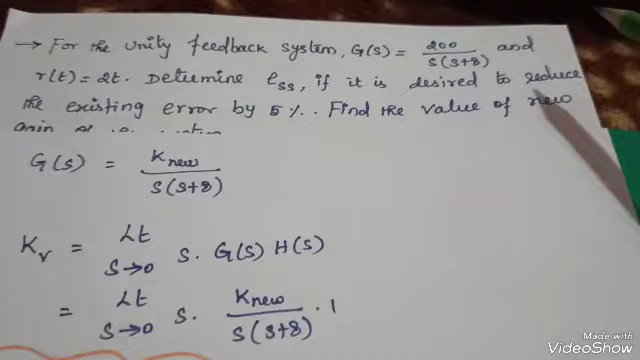 → For the unity feedback system, G(s) = 200 / s(s+8) and
r(t) = 2t. Determine ess, if it is desired to reduce
the existing error by 5%. Find the value of new
G(s) = Knew / s(s+8)
Kv = Lt s→0 s. G(s) H(s)
= Lt s→0 s. Knew / s(s+8) . 1
Made With
VideoShow